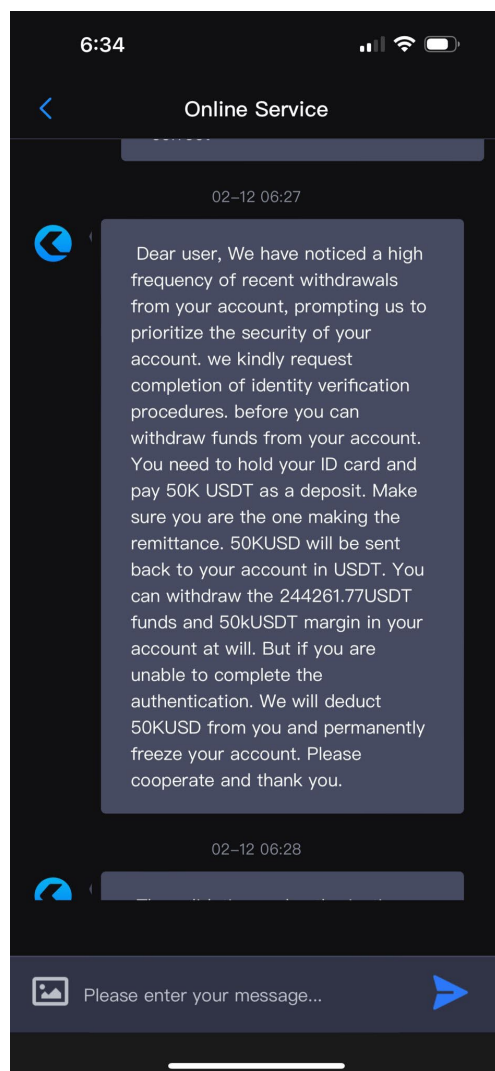 6:34
Online Service
02-12 06:27
Dear user, We have noticed a high
frequency of recent withdrawals
from your account, prompting us to
prioritize the security of your
account. we kindly request
completion of identity verification
procedures. before you can
withdraw funds from your account.
You need to hold your ID card and
pay 50K USDT as a deposit. Make
sure you are the one making the
remittance. 50KUSD will be sent
back to your account in USDT. You
can withdraw the 244261.77USDT
funds and 50kUSDT margin in your
account at will. But if you are
unable to complete the
authentication. We will deduct
50KUSD from you and permanently
freeze your account. Please
cooperate and thank you.
02-12 06:28
Please enter your message...